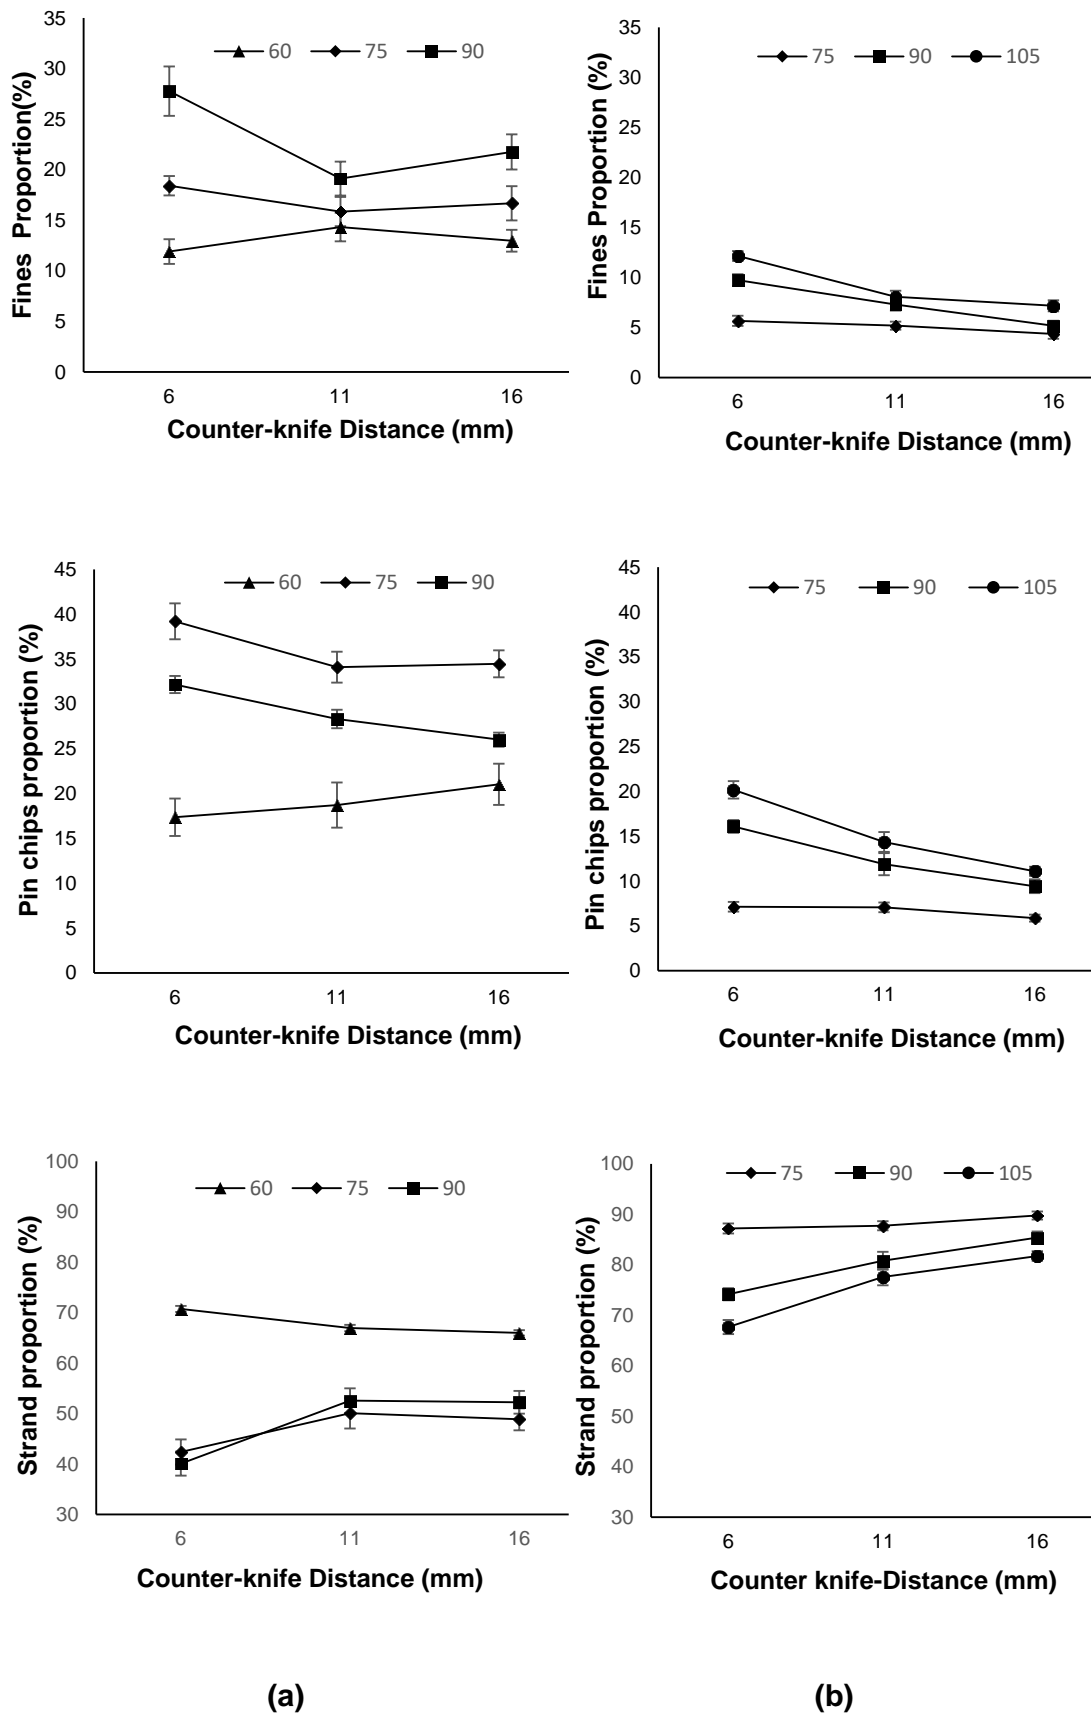 Fines Proportion(%)
35
30
25
20
15
10
5
0
60 75 90
6 11 16
Counter-knife Distance (mm)
Fines Proportion (%)
35
30
25
20
15
10
5
0
75 90 105
6 11 16
Counter-knife Distance (mm)
Pin chips proportion (%)
45
40
35
30
25
20
15
10
5
0
60 75 90
6 11 16
Counter-knife Distance (mm)
Pin chips proportion (%)
45
40
35
30
25
20
15
10
5
0
75 90 105
6 11 16
Counter-knife Distance (mm)
Strand proportion (%)
100
90
80
70
60
50
40
30
60 75 90
6 11 16
Counter-knife Distance (mm)
Strand proportion (%)
100
90
80
70
60
50
40
30
75 90 105
6 11 16
Counter knife-Distance (mm)
(a) (b)